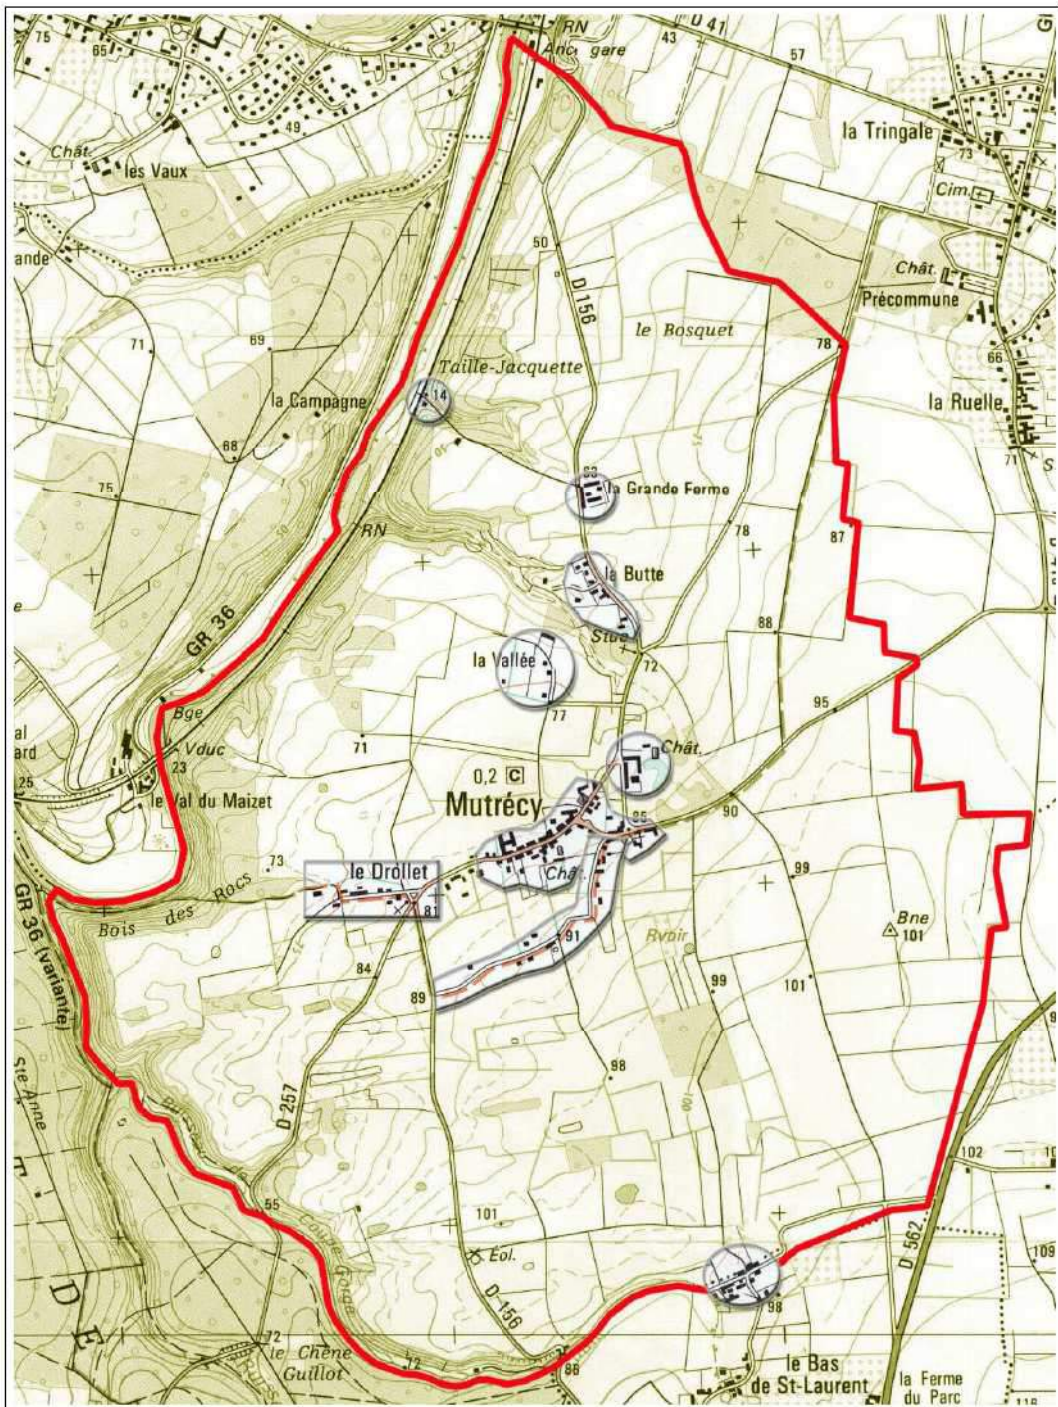 RN
75
65
43
D 41
Anc. gare
57
49
la Tringale
Chât.
les Vaux
73
Cim.
ande
50
D 156
Chât.
Précommune
le Bosquet
71
69
78
66
Taille-Jacquette
14
la Campagne
la Ruelle
68
71
75
63
la Grande Ferme
RN
78
87
la Butte
GR 36
88
72
la Vallée
77
95
Bge
Vduc
71
Chât.
23
25
le Val du Maizet
0,2 C
Mutrécy
90
85
73
le Drollet
99
Chât.
81
Bois des Rocs
GR 36 (variante)
91
Rvoir
Bne
101
84
89
99
101
Ste Anne
98
100
D 257
T
102
55
101
Coupe Gorge
Éol.
D 562
109
D 156
98
D
E
72
le Chêne
Guillot
72
86
le Bas
de St-Laurent
la Ferme
du Parc
116